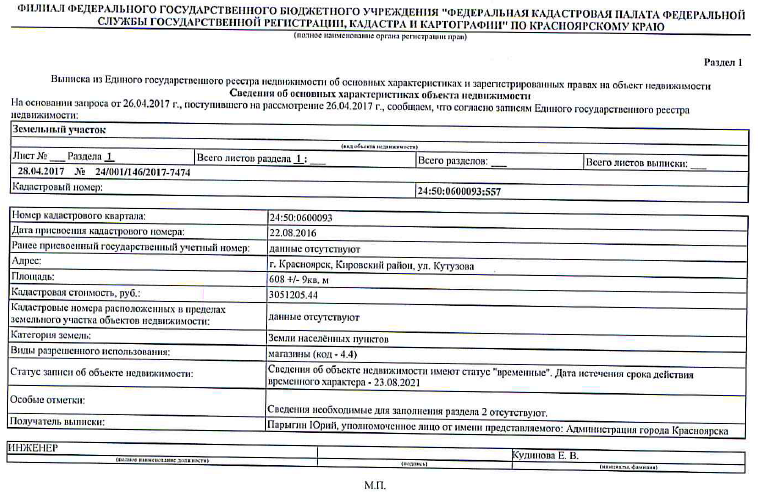 ФИЛИАЛ ФЕДЕРАЛЬНОГО ГОСУДАРСТВЕННОГО БЮДЖЕТНОГО УЧРЕЖДЕНИЯ "ФЕДЕРАЛЬНАЯ КАДАСТРОВАЯ ПАЛАТА ФЕДЕРАЛЬНОЙ
СЛУЖБЫ ГОСУДАРСТВЕННОЙ РЕГИСТРАЦИИ, КАДАСТРА И КАРТОГРАФИИ" ПО КРАСНОЯРСКОМУ КРАЮ
(полное наименование органа регистрации прав)
Раздел 1
Выписка из Единого государственного реестра недвижимости об основных характеристиках и зарегистрированных правах на объект недвижимости
Сведения об основных характеристиках объекта недвижимости
На основании запроса от 26.04.2017 г., поступившего на рассмотрение 26.04.2017 г., сообщаем, что согласно записям Единого государственного реестра
недвижимости:
Земельный участок
(вид объекта недвижимости)
Лист № ___ Раздела 1 Всего листов раздела 1 : ___ Всего разделов: ___ Всего листов выписки: ___
28.04.2017 № 24/001/146/2017-7474
Кадастровый номер: 24:50:0600093:557
Номер кадастрового квартала: 24:50:0600093
Дата присвоения кадастрового номера: 22.08.2016
Ранее присвоенный государственный учетный номер: данные отсутствуют
Адрес: г. Красноярск, Кировский район, ул. Кутузова
Площадь: 608 +/- 9кв. м
Кадастровая стоимость, руб.: 3051205.44
Кадастровые номера расположенных в пределах
земельного участка объектов недвижимости: данные отсутствуют
Категория земель: Земли населённых пунктов
Виды разрешенного использования: магазины (код - 4.4)
Статус записи об объекте недвижимости: Сведения об объекте недвижимости имеют статус "временные". Дата истечения срока действия
временного характера - 23.08.2021
Особые отметки: Сведения необходимые для заполнения раздела 2 отсутствуют.
Получатель выписки: Парыгин Юрий, уполномоченное лицо от имени представляемого: Администрация города Красноярска
ИНЖЕНЕР Кудинова Е. В.
(полное наименование должности) (подпись) (инициалы, фамилия)
М.П.